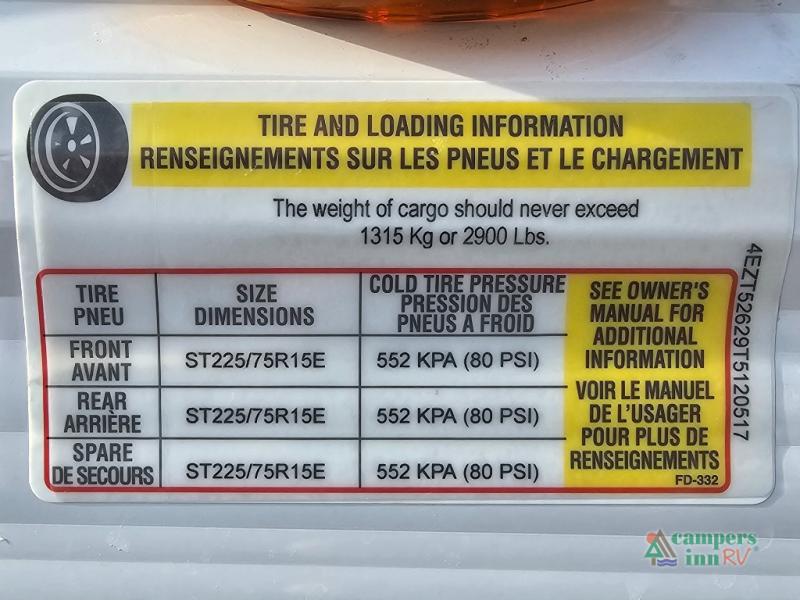 TIRE AND LOADING INFORMATION
RENSEIGNEMENTS SUR LES PNEUS ET LE CHARGEMENT
The weight of cargo should never exceed
1315 Kg or 2900 Lbs.
TIRE
PNEU
SIZE
DIMENSIONS
COLD TIRE PRESSURE
PRESSION DES
PNEUS A FROID
FRONT
AVANT
ST225/75R15E
552 KPA (80 PSI)
REAR
ARRIÈRE
ST225/75R15E
552 KPA (80 PSI)
SPARE
DE SECOURS
ST225/75R15E
552 KPA (80 PSI)
SEE OWNER'S
MANUAL FOR
ADDITIONAL
INFORMATION
VOIR LE MANUEL
DE L'USAGER
POUR PLUS DE
RENSEIGNEMENTS
FD-332
4EZT52629T5120517
campers
inn RV